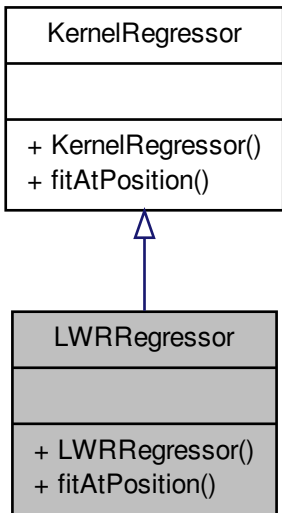 KernelRegressor
+ KernelRegressor()
+ fitAtPosition()
LWRRegressor
+ LWRRegressor()
+ fitAtPosition()